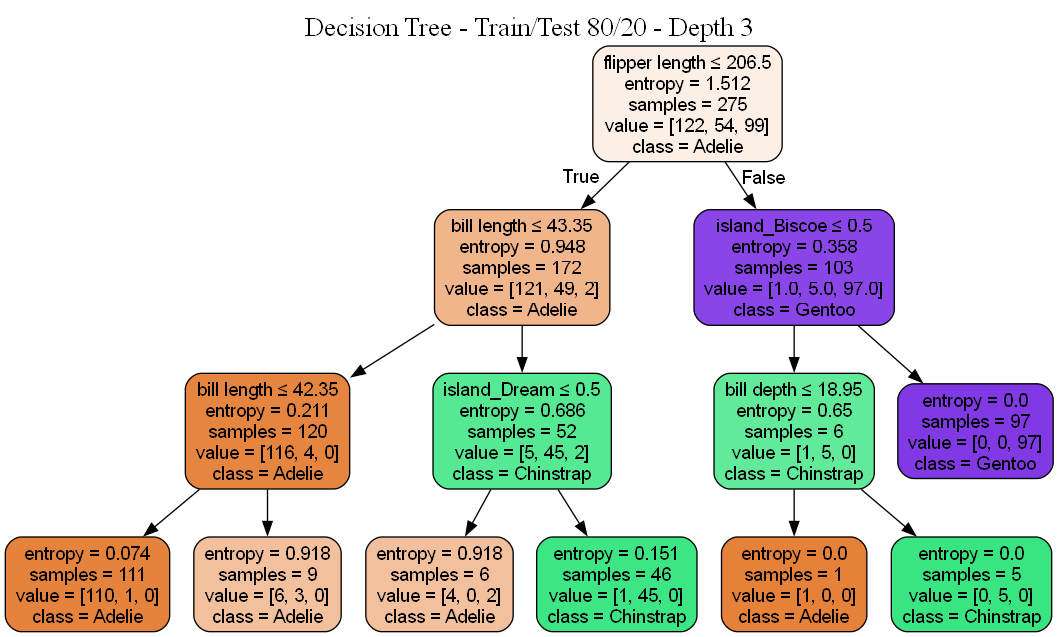 Decision Tree - Train/Test 80/20 - Depth 3
flipper length ≤ 206.5
entropy = 1.512
samples = 275
value = [122, 54, 99]
class = Adelie
True
False
bill length ≤ 43.35
entropy = 0.948
samples = 172
value = [121, 49, 2]
class = Adelie
island_Biscoe ≤ 0.5
entropy = 0.358
samples = 103
value = [1.0, 5.0, 97.0]
class = Gentoo
bill length ≤ 42.35
entropy = 0.211
samples = 120
value = [116, 4, 0]
class = Adelie
island_Dream ≤ 0.5
entropy = 0.686
samples = 52
value = [5, 45, 2]
class = Chinstrap
bill depth ≤ 18.95
entropy = 0.65
samples = 6
value = [1, 5, 0]
class = Chinstrap
entropy = 0.0
samples = 97
value = [0, 0, 97]
class = Gentoo
entropy = 0.074
samples = 111
value = [110, 1, 0]
class = Adelie
entropy = 0.918
samples = 9
value = [6, 3, 0]
class = Adelie
entropy = 0.918
samples = 6
value = [4, 0, 2]
class = Adelie
entropy = 0.151
samples = 46
value = [1, 45, 0]
class = Chinstrap
entropy = 0.0
samples = 1
value = [1, 0, 0]
class = Adelie
entropy = 0.0
samples = 5
value = [0, 5, 0]
class = Chinstrap